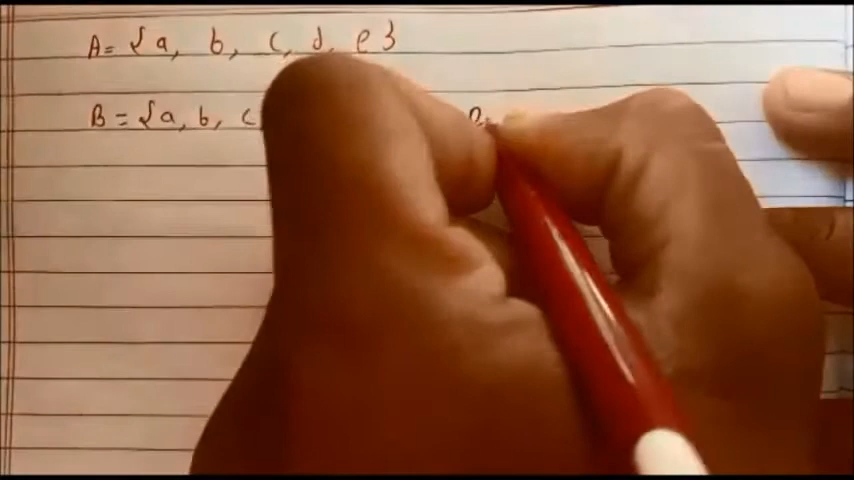 A = {a, b, c, d, e}
B = {a, b, c